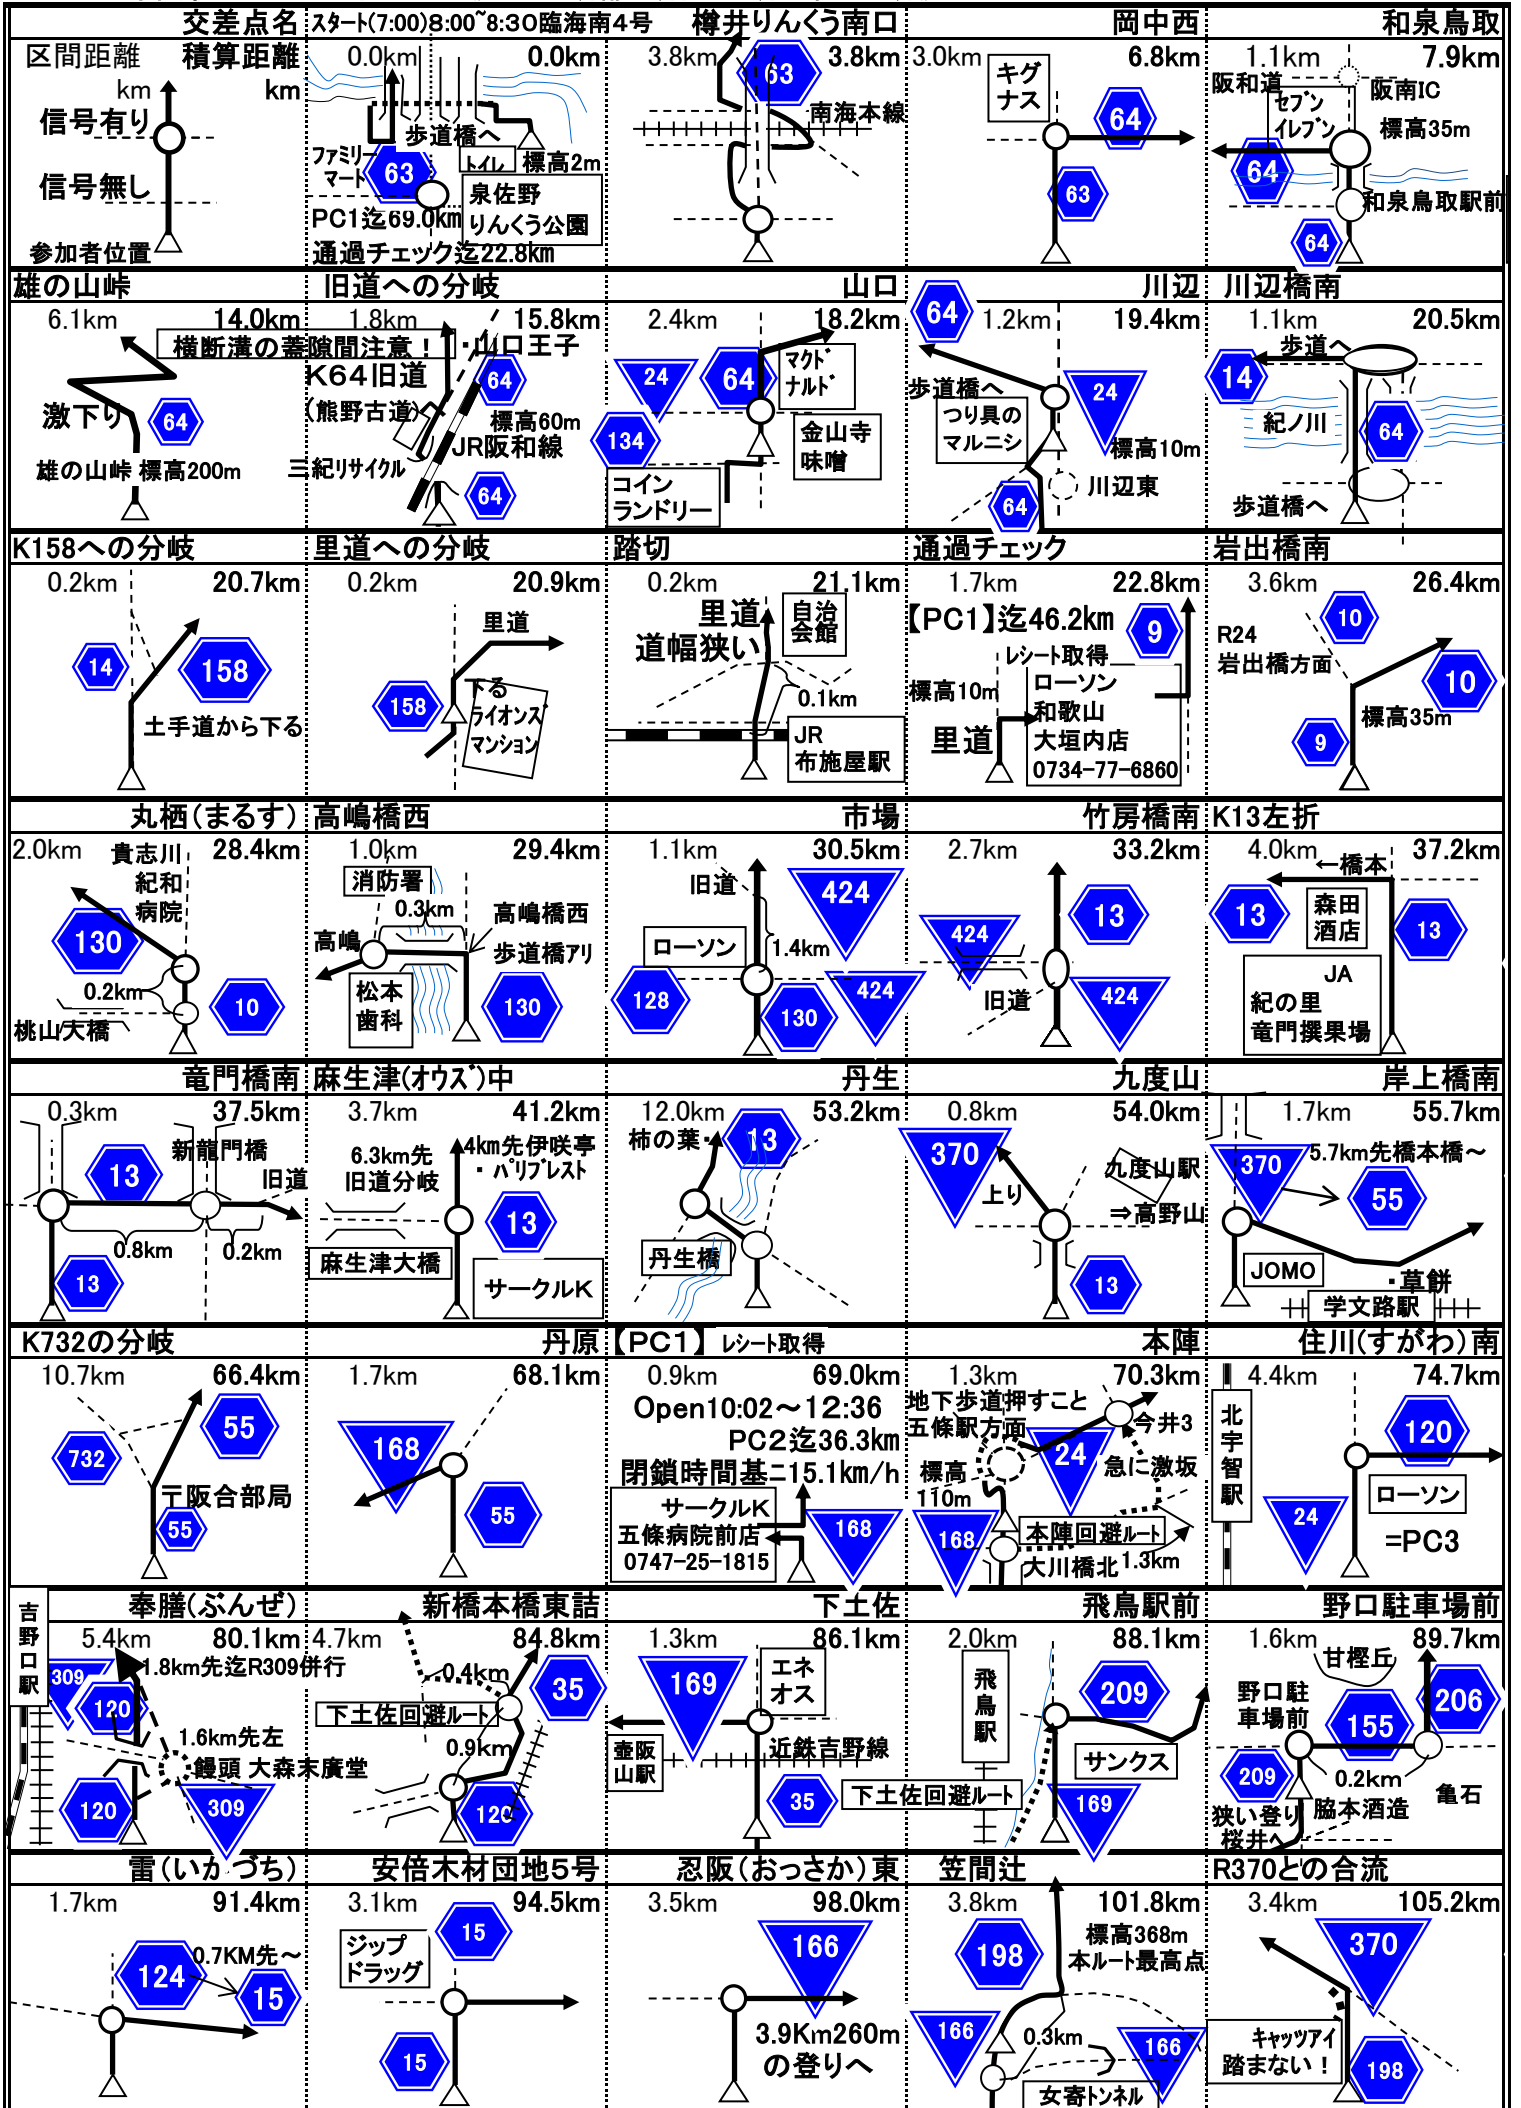 交差点名
区間距離 積算距離
km km
信号有り
信号無し
参加者位置
スタート(7:00)8:00~8:30臨海南4号
0.0km 0.0km
歩道橋へ
ファミリーマート
63
トイレ 標高2m
泉佐野
りんくう公園
PC1迄69.0km
通過チェック迄22.8km
樽井りんくう南口
3.8km 3.8km
63
南海本線
岡中西
3.0km 6.8km
キグナス
64
63
和泉鳥取
1.1km 7.9km
阪和道
阪南IC
セブンイレブン
標高35m
64
和泉鳥取駅前
64
雄の山峠
6.1km 14.0km
横断溝の蓋隙間注意!
激下り
64
雄の山峠 標高200m
旧道への分岐
1.8km 15.8km
・山口王子
K64旧道
(熊野古道)へ
64
標高60m
JR阪和線
三紀リサイクル
64
山口
2.4km 18.2km
24
64
マクドナルド
134
金山寺味噌
コインランドリー
川辺
64
1.2km 19.4km
歩道橋へ
24
つり具のマルニシ
標高10m
川辺東
64
川辺橋南
1.1km 20.5km
歩道へ
14
紀ノ川
64
歩道橋へ
K158への分岐
0.2km 20.7km
14
158
土手道から下る
里道への分岐
0.2km 20.9km
里道
158
下る
ライオンズマンション
踏切
0.2km 21.1km
里道
道幅狭い
自治会館
0.1km
JR
布施屋駅
通過チェック
1.7km 22.8km
【PC1】迄46.2km
9
レシート取得
標高10m
ローソン
和歌山
大垣内店
0734-77-6860
里道
岩出橋南
3.6km 26.4km
10
R24
岩出橋方面
10
標高35m
9
丸栖(まるす)
2.0km 28.4km
貴志川
紀和
病院
130
0.2km
10
桃山大橋
高嶋橋西
1.0km 29.4km
消防署
0.3km
高嶋
高嶋橋西
歩道橋アリ
松本歯科
130
市場
1.1km 30.5km
旧道
424
ローソン
1.4km
128
130
424
竹房橋南
2.7km 33.2km
13
424
旧道
424
K13左折
4.0km 37.2km
←橋本
13
森田酒店
13
JA
紀の里
竜門撰果場
竜門橋南
0.3km 37.5km
新龍門橋
13
旧道
0.8km 0.2km
13
麻生津(オウズ)中
3.7km 41.2km
6.3km先
旧道分岐
4km先伊咲亭
・パリブレスト
13
麻生津大橋
サークルK
丹生
12.0km 53.2km
柿の葉・
13
丹生橋
九度山
0.8km 54.0km
370
上り
九度山駅
⇒高野山
13
岸上橋南
1.7km 55.7km
370
5.7km先橋本橋~
55
JOMO
・草餅
学文路駅
K732の分岐
10.7km 66.4km
55
732
〒阪合部局
55
丹原
1.7km 68.1km
168
55
【PC1】 レシート取得
0.9km 69.0km
Open10:02~12:36
PC2迄36.3km
閉鎖時間基ニ15.1km/h
サークルK
五條病院前店
0747-25-1815
168
本陣
1.3km 70.3km
地下歩道押すこと
五條駅方面
今井3
24
標高110m
急に激坂
168
本陣回避ルート
大川橋北 1.3km
住川(すがわ)南
4.4km 74.7km
北宇智駅
120
ローソン
24
=PC3
吉野口駅
奉膳(ぶんぜ)
5.4km 80.1km
1.8km先迄R309併行
309
120
1.6km先左
饅頭 大森末廣堂
120
309
新橋本橋東詰
4.7km 84.8km
0.4km
35
下土佐回避ルート
0.9km
120
下土佐
1.3km 86.1km
169
エネオス
壺阪山駅
近鉄吉野線
35
飛鳥駅前
2.0km 88.1km
飛鳥駅
209
サンクス
下土佐回避ルート
169
野口駐車場前
1.6km 89.7km
甘樫丘
野口駐車場前
155
206
209
0.2km
亀石
狭い登り
脇本酒造
桜井へ
雷(いかづち)
1.7km 91.4km
124
0.7KM先~
15
安倍木材団地5号
3.1km 94.5km
ジップドラッグ
15
15
忍阪(おっさか)東
3.5km 98.0km
166
3.9Km260m
の登りへ
笠間辻
3.8km 101.8km
標高368m
本ルート最高点
198
166
0.3km
166
女寄トンネル
R370との合流
3.4km 105.2km
370
キャッツアイ
踏まない!
198